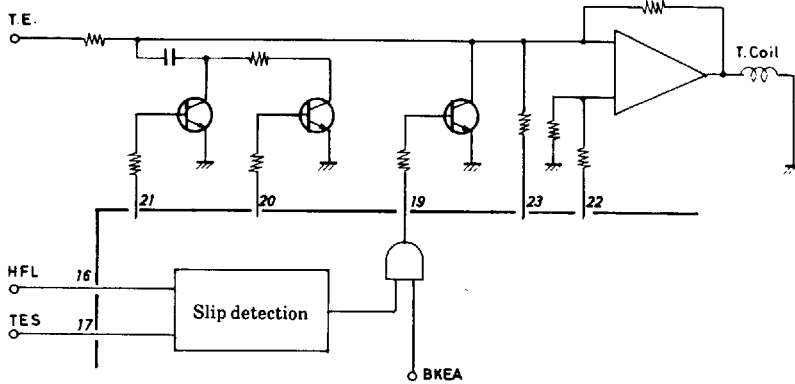 T.E.
T. Coil
21
20
19
23
22
HFL
16
Slip detection
TES
17
BKEA